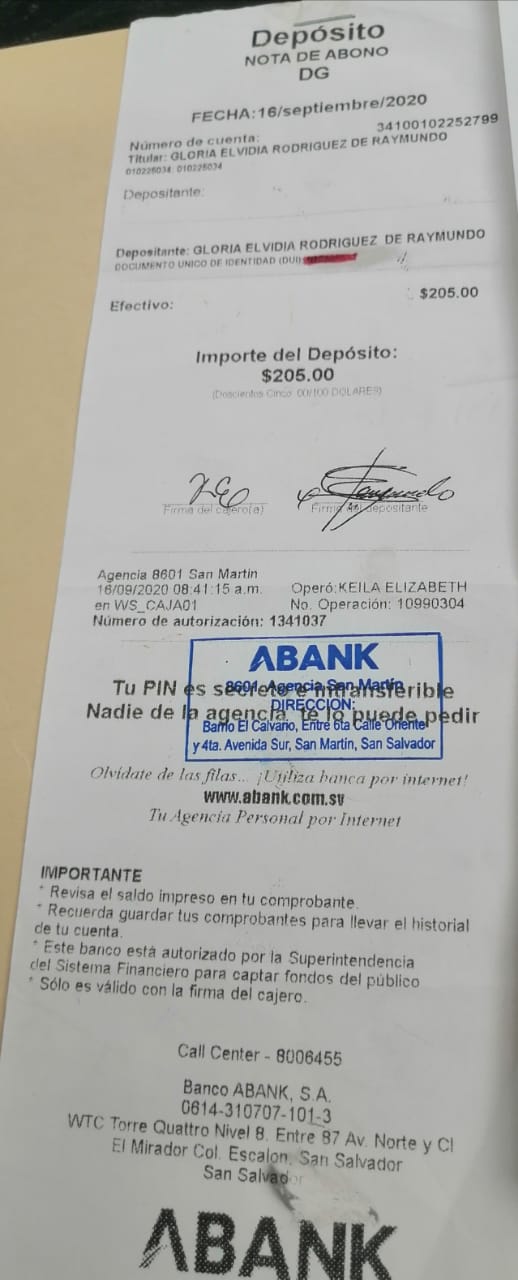 Depósito
NOTA DE ABONO
DG
FECHA:16/septiembre/2020
Número de cuenta: 34100102252799
Titular: GLORIA ELVIDIA RODRIGUEZ DE RAYMUNDO
010225034 010225034
Depositante:
Depositante: GLORIA ELVIDIA RODRIGUEZ DE RAYMUNDO
DOCUMENTO UNICO DE IDENTIDAD (DUI)
Efectivo: $205.00
Importe del Depósito:
$205.00
(Doscientos Cinco 00/100 DOLARES)
Firma del cajero(a) Firma del depositante
Agencia 8601 San Martin
16/09/2020 08:41:15 a.m. Operó:KEILA ELIZABETH
en WS_CAJA01 No. Operación: 10990304
Número de autorización: 1341037
ABANK
8601 Agencia San Martín
DIRECCION:
Barrio El Calvario, Entre 6ta Calle Oriente
y 4ta. Avenida Sur, San Martín, San Salvador
Tu PIN es secreto e intransferible
Nadie de la agencia te lo puede pedir
Olvídate de las filas... ¡Utiliza banca por internet!
www.abank.com.sv
Tu Agencia Personal por Internet
IMPORTANTE
* Revisa el saldo impreso en tu comprobante.
* Recuerda guardar tus comprobantes para llevar el historial
de tu cuenta.
* Este banco está autorizado por la Superintendencia
del Sistema Financiero para captar fondos del público
* Sólo es válido con la firma del cajero.
Call Center - 8006455
Banco ABANK, S.A.
0614-310707-101-3
WTC Torre Quattro Nivel 8. Entre 87 Av. Norte y Cl
El Mirador Col. Escalon, San Salvador
San Salvador
ABANK